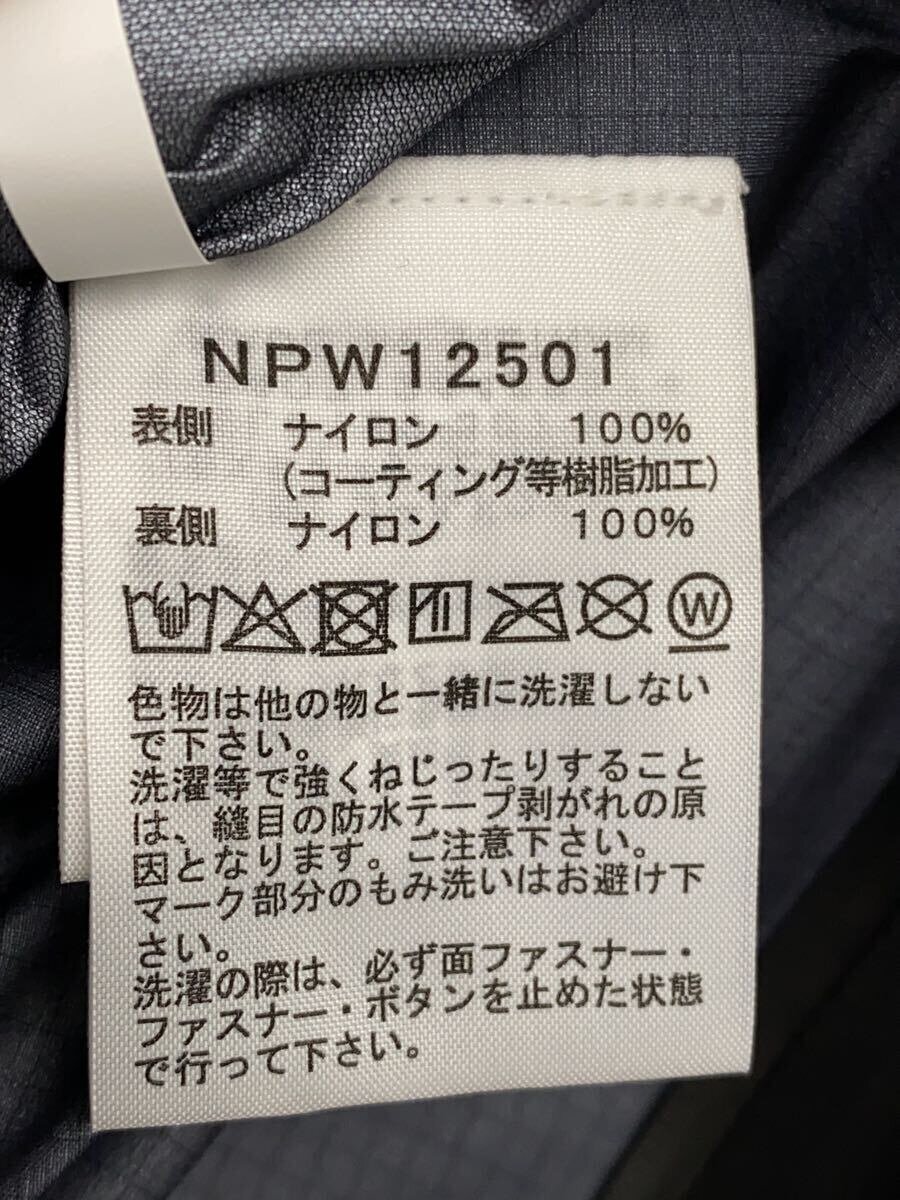 NPW12501
表側 ナイロン 100%
(コーティング等樹脂加工)
裏側 ナイロン 100%
W
色物は他の物と一緒に洗濯しない
で下さい。
洗濯等で強くねじったりすること
は、縫目の防水テープ剥がれの原
因となります。ご注意下さい。
マーク部分のもみ洗いはお避け下
さい。
洗濯の際は、必ず面ファスナー・
ファスナー・ボタンを止めた状態
で行って下さい。